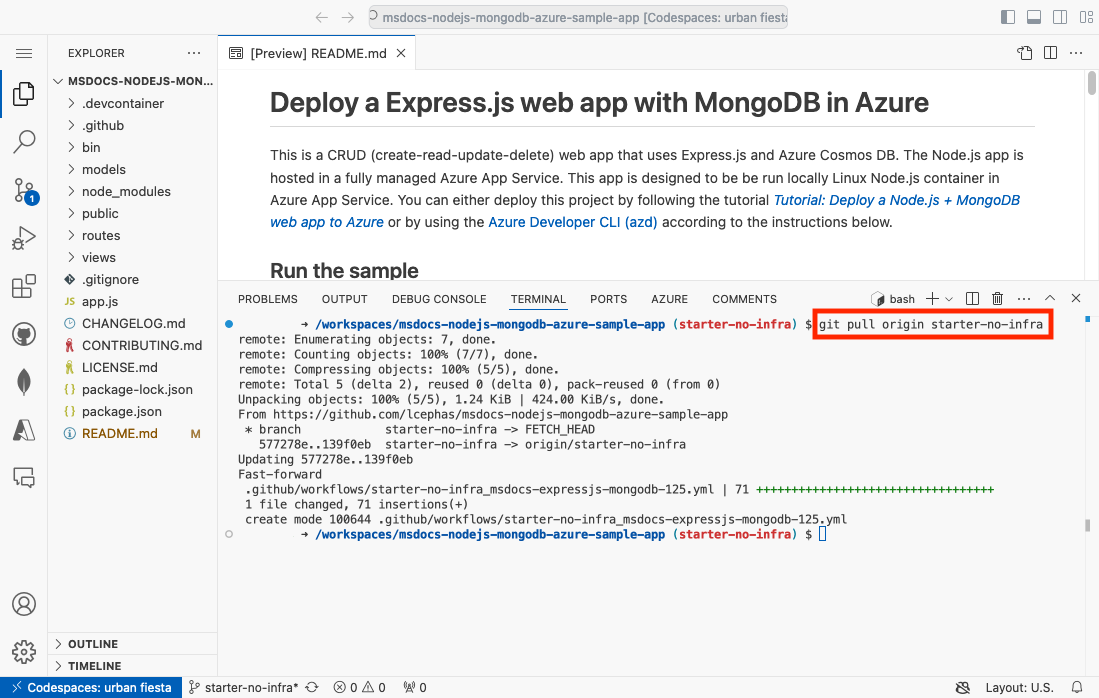 msdocs-nodejs-mongodb-azure-sample-app [Codespaces: urban fiesta
EXPLORER
MSDOCS-NODEJS-MON...
.devcontainer
.github
bin
models
node_modules
public
routes
views
.gitignore
JS app.js
CHANGELOG.md
CONTRIBUTING.md
LICENSE.md
{} package-lock.json
{} package.json
README.md M
OUTLINE
TIMELINE
1
[Preview] README.md
Deploy a Express.js web app with MongoDB in Azure
This is a CRUD (create-read-update-delete) web app that uses Express.js and Azure Cosmos DB. The Node.js app is
hosted in a fully managed Azure App Service. This app is designed to be be run locally Linux Node.js container in
Azure App Service. You can either deploy this project by following the tutorial Tutorial: Deploy a Node.js + MongoDB
web app to Azure or by using the Azure Developer CLI (azd) according to the instructions below.
Run the sample
PROBLEMS OUTPUT DEBUG CONSOLE TERMINAL PORTS AZURE COMMENTS bash
→ /workspaces/msdocs-nodejs-mongodb-azure-sample-app (starter-no-infra) $ git pull origin starter-no-infra
remote: Enumerating objects: 7, done.
remote: Counting objects: 100% (7/7), done.
remote: Compressing objects: 100% (5/5), done.
remote: Total 5 (delta 2), reused 0 (delta 0), pack-reused 0 (from 0)
Unpacking objects: 100% (5/5), 1.24 KiB | 424.00 KiB/s, done.
From https://github.com/lcephas/msdocs-nodejs-mongodb-azure-sample-app
* branch starter-no-infra -> FETCH_HEAD
577278e..139f0eb starter-no-infra -> origin/starter-no-infra
Updating 577278e..139f0eb
Fast-forward
.github/workflows/starter-no-infra_msdocs-expressjs-mongodb-125.yml | 71 ++++++++++++++++++++++++++++++++++
1 file changed, 71 insertions(+)
create mode 100644 .github/workflows/starter-no-infra_msdocs-expressjs-mongodb-125.yml
→ /workspaces/msdocs-nodejs-mongodb-azure-sample-app (starter-no-infra) $
Codespaces: urban fiesta starter-no-infra* 0 0 0 Layout: U.S.